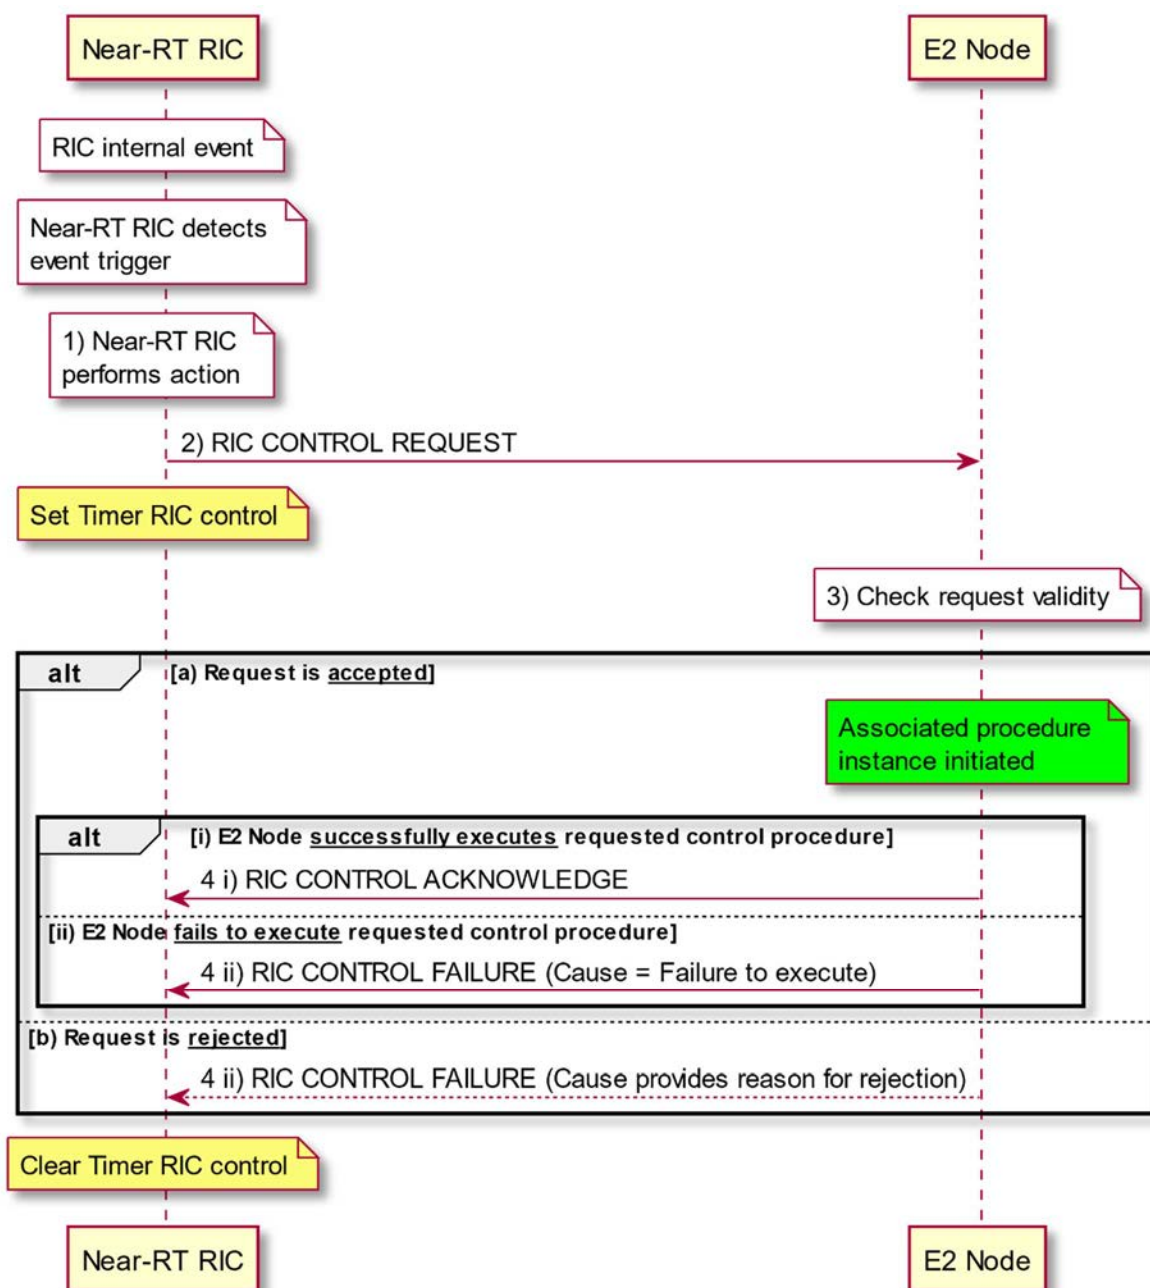 Near-RT RIC
E2 Node
RIC internal event
Near-RT RIC detects
event trigger
1) Near-RT RIC
performs action
2) RIC CONTROL REQUEST
Set Timer RIC control
3) Check request validity
alt
[a) Request is accepted]
Associated procedure
instance initiated
alt
[i) E2 Node successfully executes requested control procedure]
4 i) RIC CONTROL ACKNOWLEDGE
[ii) E2 Node fails to execute requested control procedure]
4 ii) RIC CONTROL FAILURE (Cause = Failure to execute)
[b) Request is rejected]
4 ii) RIC CONTROL FAILURE (Cause provides reason for rejection)
Clear Timer RIC control
Near-RT RIC
E2 Node